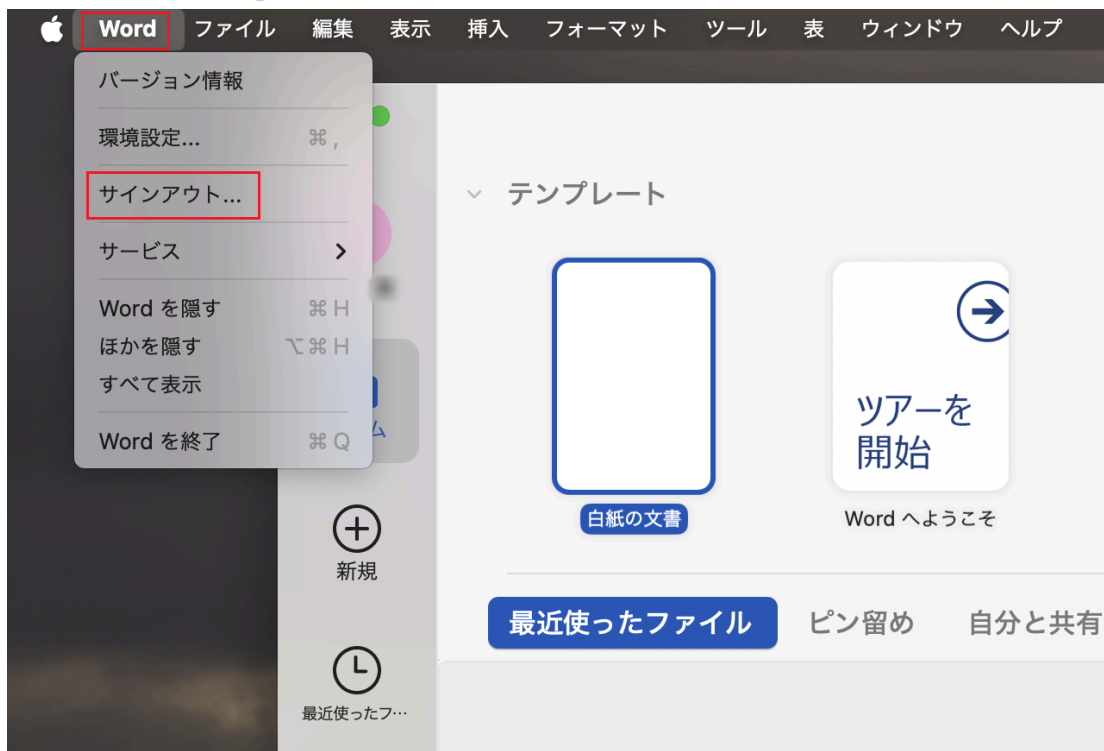 Word ファイル 編集 表示 挿入 フォーマット ツール 表 ウィンドウ ヘルプ
バージョン情報
環境設定... ⌘ ,
サインアウト...
サービス
Word を隠す ⌘ H
ほかを隠す ⌥ ⌘ H
すべて表示
Word を終了 ⌘ Q
テンプレート
ツアーを
開始
白紙の文書
Word へようこそ
ム
新規
最近使ったフ…
最近使ったファイル ピン留め 自分と共有